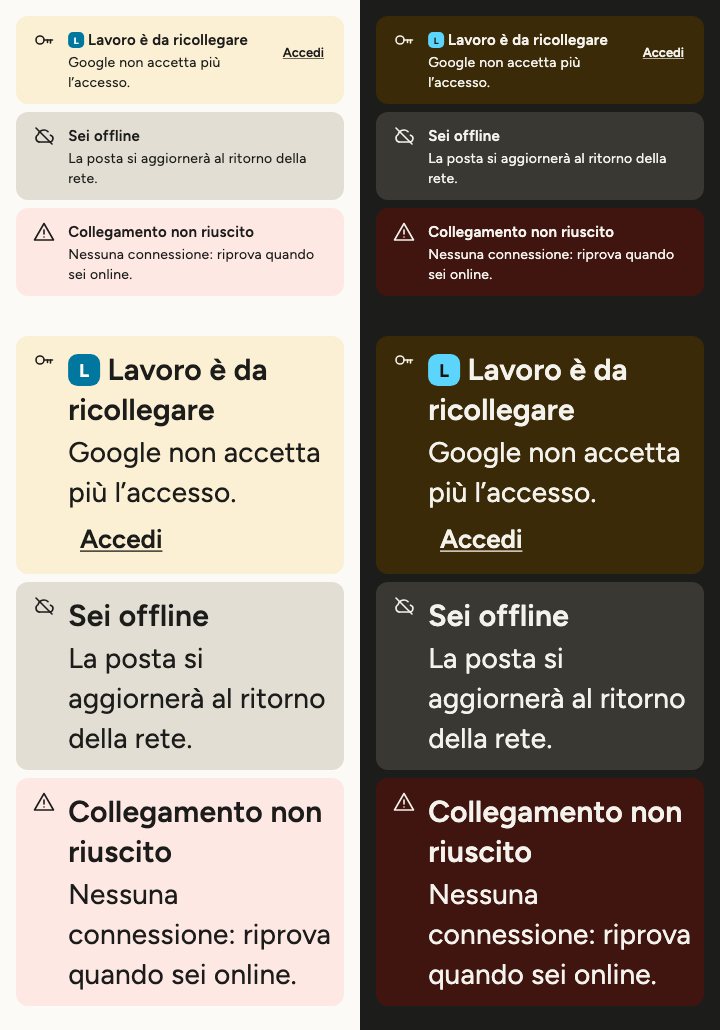 L Lavoro è da ricollegare
Google non accetta più
l’accesso.
Accedi
Sei offline
La posta si aggiornerà al ritorno della
rete.
Collegamento non riuscito
Nessuna connessione: riprova quando
sei online.
L Lavoro è da
ricollegare
Google non accetta
più l’accesso.
Accedi
Sei offline
La posta si
aggiornerà al ritorno
della rete.
Collegamento non
riuscito
Nessuna
connessione: riprova
quando sei online.
L Lavoro è da ricollegare
Google non accetta più
l’accesso.
Accedi
Sei offline
La posta si aggiornerà al ritorno della
rete.
Collegamento non riuscito
Nessuna connessione: riprova quando
sei online.
L Lavoro è da
ricollegare
Google non accetta
più l’accesso.
Accedi
Sei offline
La posta si
aggiornerà al ritorno
della rete.
Collegamento non
riuscito
Nessuna
connessione: riprova
quando sei online.